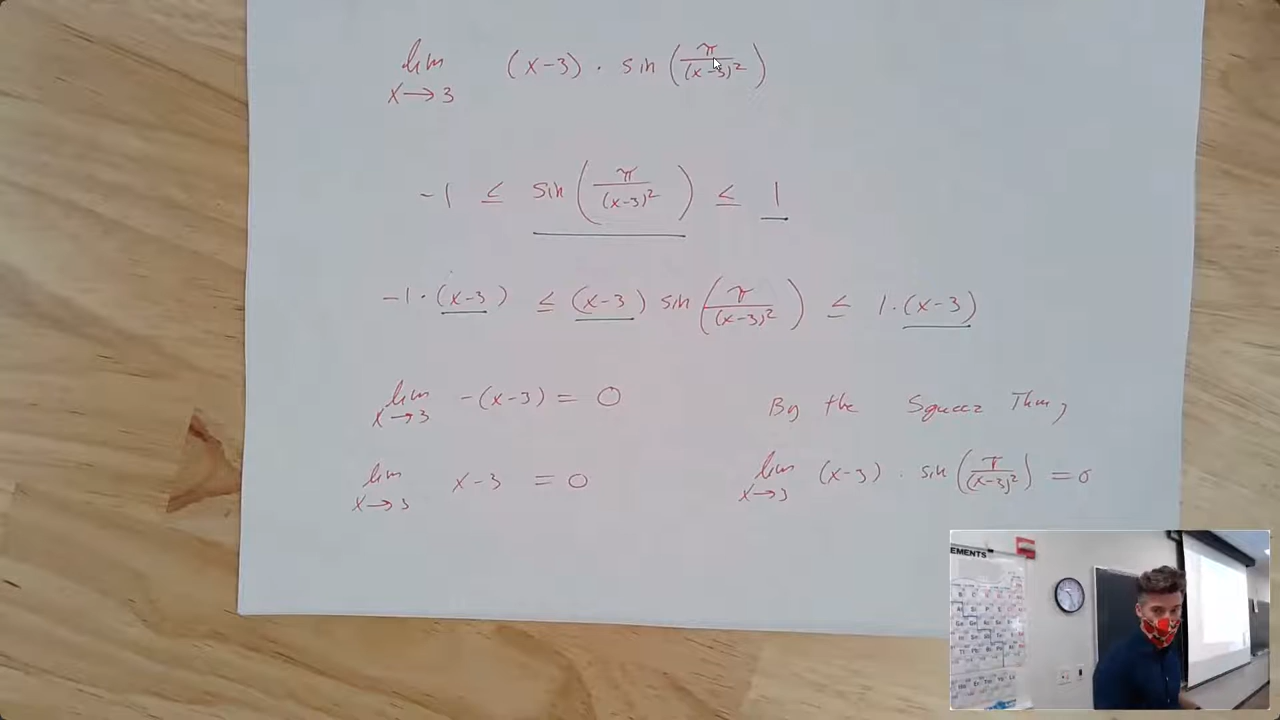 lim x→3 (x-3) · sin(π/(x-3)²)
-1 ≤ sin(π/(x-3)²) ≤ 1
-1·(x-3) ≤ (x-3) sin(π/(x-3)²) ≤ 1·(x-3)
lim x→3 -(x-3) = 0
lim x→3 x-3 = 0
By the Squeez Thm,
lim x→3 (x-3) · sin(π/(x-3)²) = 0
EMENTS